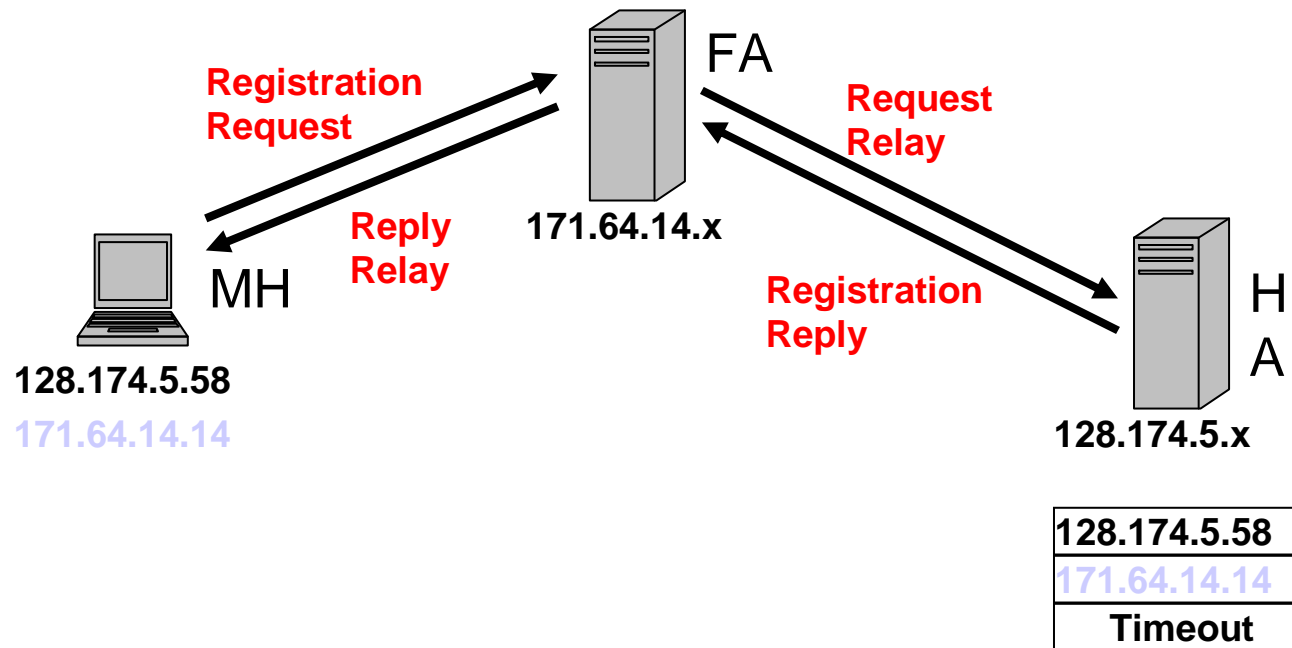 FA
Registration
Request
Request
Relay
Reply
Relay
171.64.14.x
MH
Registration
Reply
H
A
128.174.5.58
171.64.14.14
128.174.5.x
128.174.5.58
171.64.14.14
Timeout